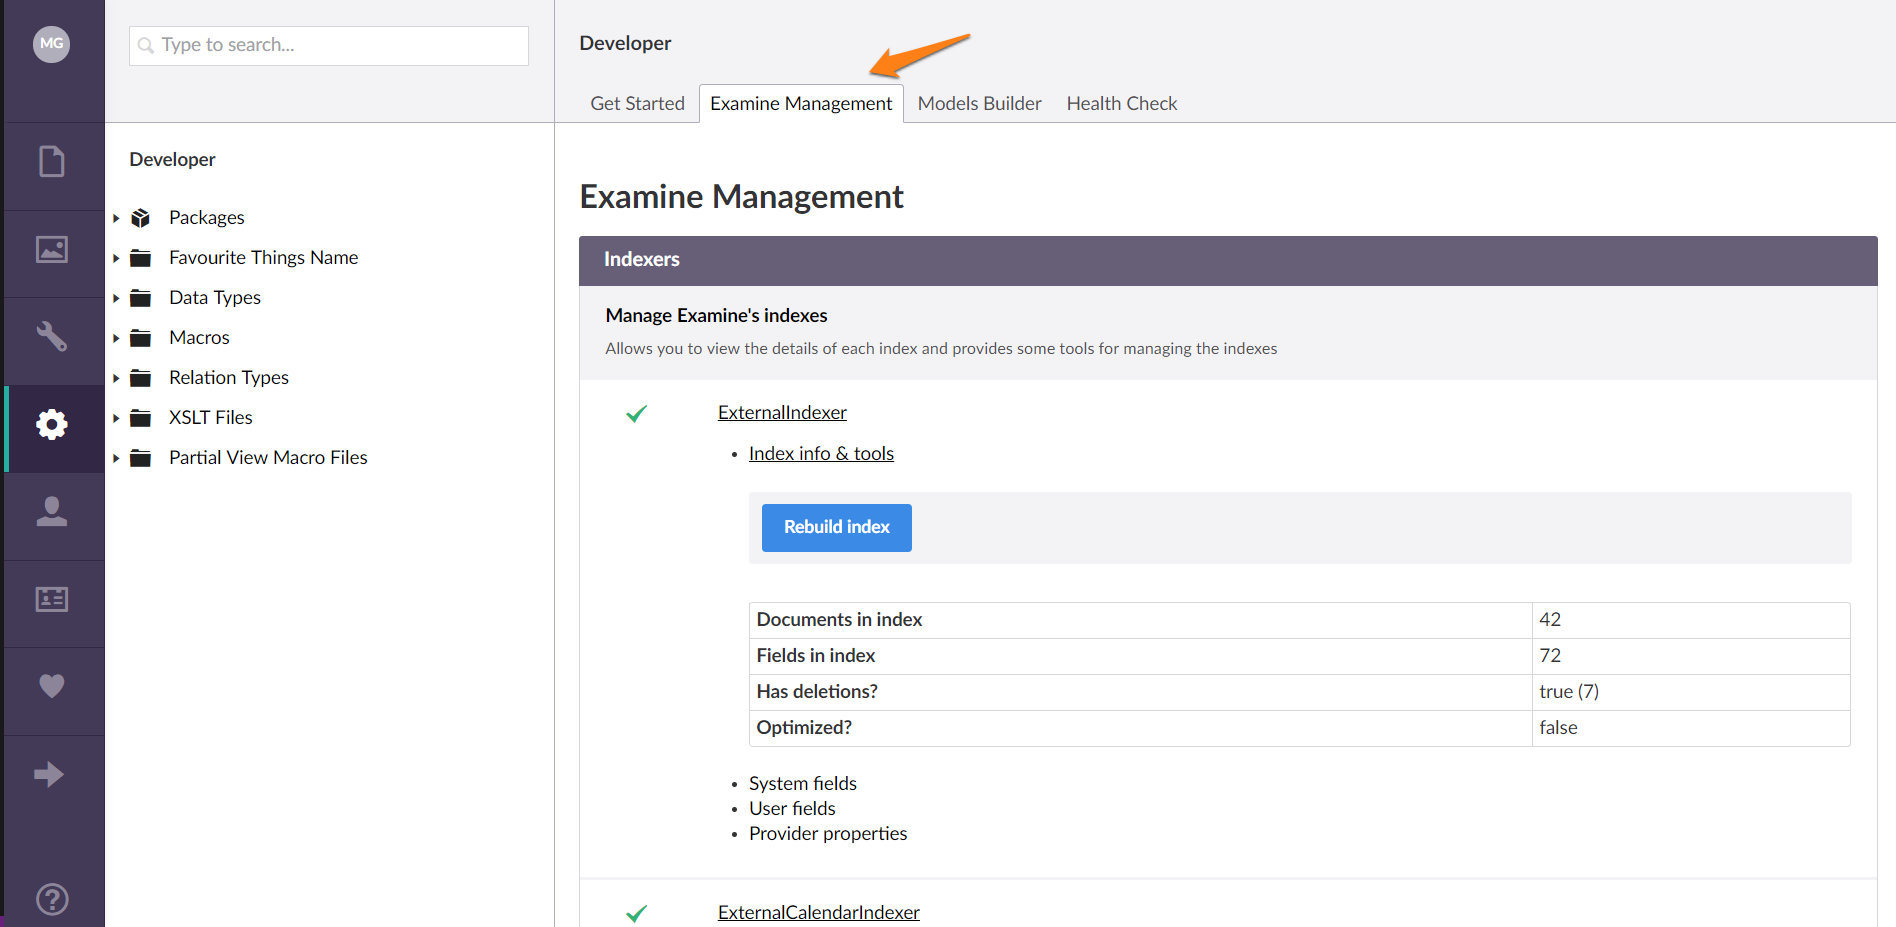 MG
Type to search...
Developer
Get Started Examine Management Models Builder Health Check
Developer
Packages
Favourite Things Name
Data Types
Macros
Relation Types
XSLT Files
Partial View Macro Files
Examine Management
Indexers
Manage Examine's indexes
Allows you to view the details of each index and provides some tools for managing the indexes
ExternalIndexer
Index info & tools
Rebuild index
Documents in index 42
Fields in index 72
Has deletions? true (7)
Optimized? false
System fields
User fields
Provider properties
ExternalCalendarIndexer